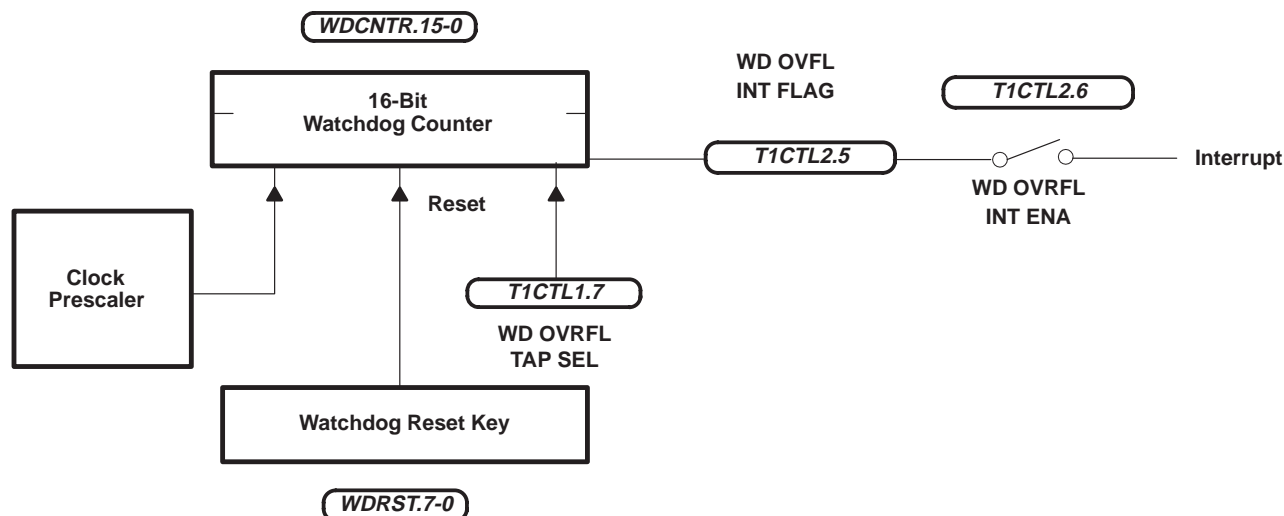 WDCNTR.15-0
16-Bit
Watchdog Counter
WD OVFL
INT FLAG
T1CTL2.6
T1CTL2.5
Interrupt
WD OVRFL
INT ENA
Reset
Clock
Prescaler
T1CTL1.7
WD OVRFL
TAP SEL
Watchdog Reset Key
WDRST.7-0